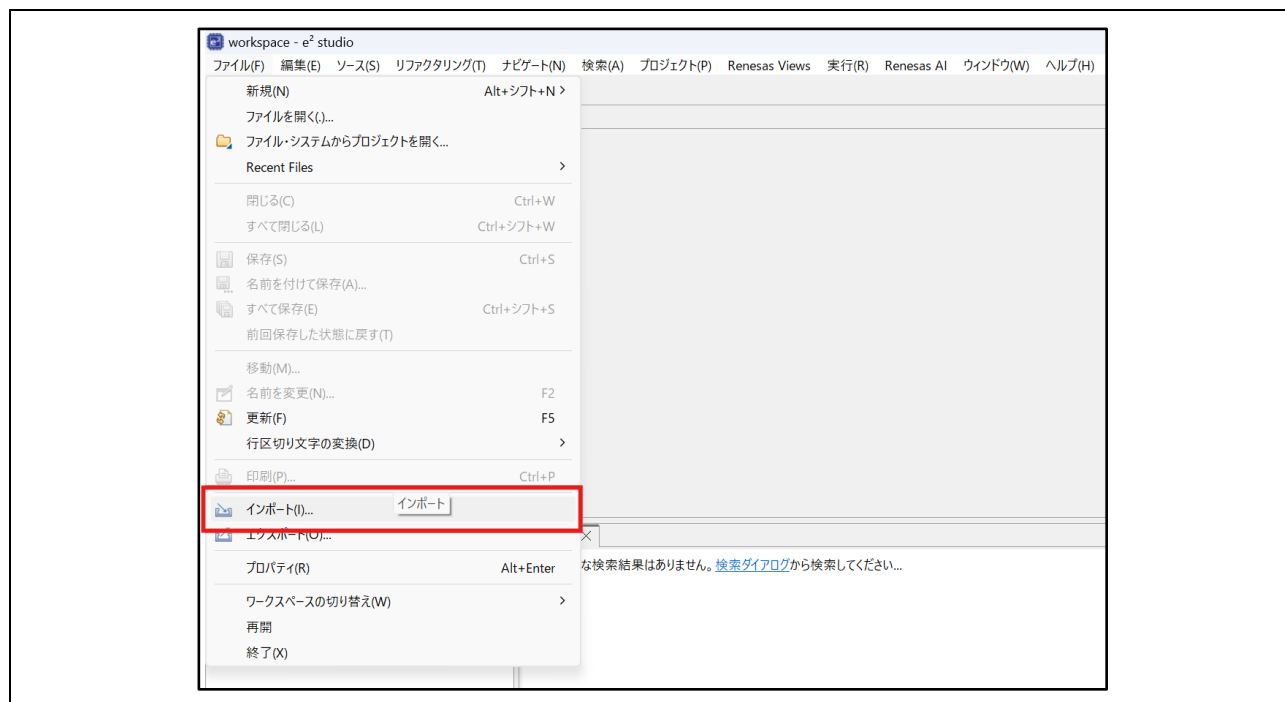 workspace - e² studio
ファイル(F) 編集(E) ソース(S) リファクタリング(T) ナビゲート(N) 検索(A) プロジェクト(P) Renesas Views 実行(R) Renesas AI ウィンドウ(W) ヘルプ(H)
新規(N) Alt+シフト+N >
ファイルを開く(.)...
ファイル・システムからプロジェクトを開く...
Recent Files >
閉じる(C) Ctrl+W
すべて閉じる(L) Ctrl+シフト+W
保存(S) Ctrl+S
名前を付けて保存(A)...
すべて保存(E) Ctrl+シフト+S
前回保存した状態に戻す(T)
移動(M)...
名前を変更(N)... F2
更新(F) F5
行区切り文字の変換(D) >
印刷(P)... Ctrl+P
インポート(I)... インポート
エクスポート(O)...
プロパティ(R) Alt+Enter
な検索結果はありません。検索ダイアログから検索してください...
ワークスペースの切り替え(W) >
再開
終了(X)